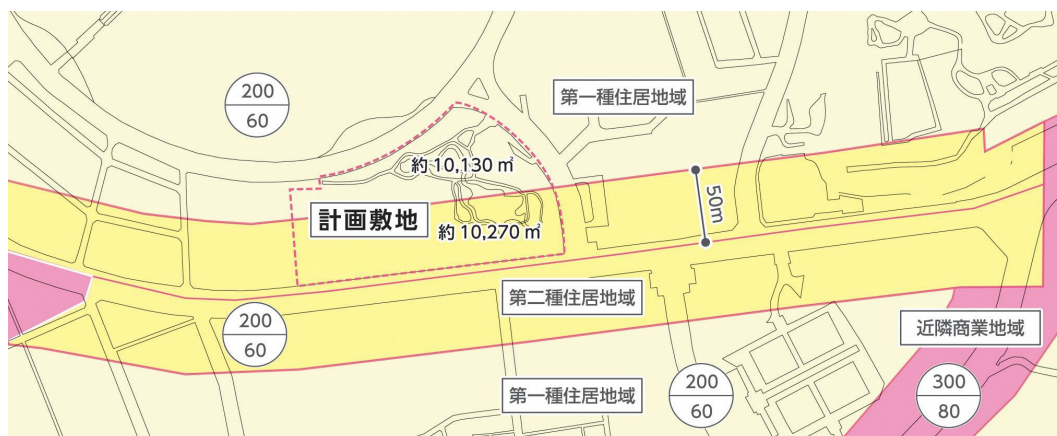 200
60
第一種住居地域
約 10,130 ㎡
50m
計画敷地
約 10,270 ㎡
第二種住居地域
200
60
近隣商業地域
第一種住居地域
200
60
300
80